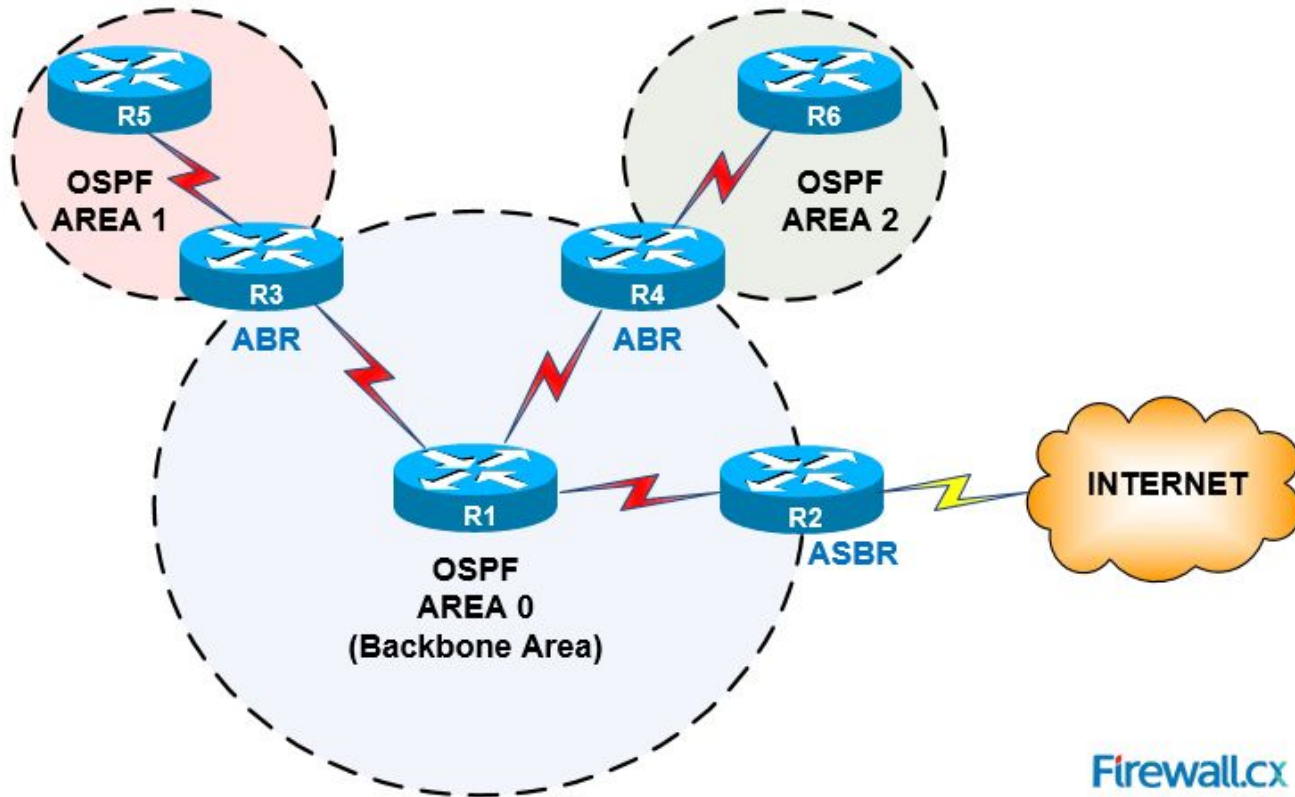 R5
R6
OSPF
AREA 1
OSPF
AREA 2
R3
ABR
R4
ABR
R1
R2
ASBR
INTERNET
OSPF
AREA 0
(Backbone Area)
Firewall.cx